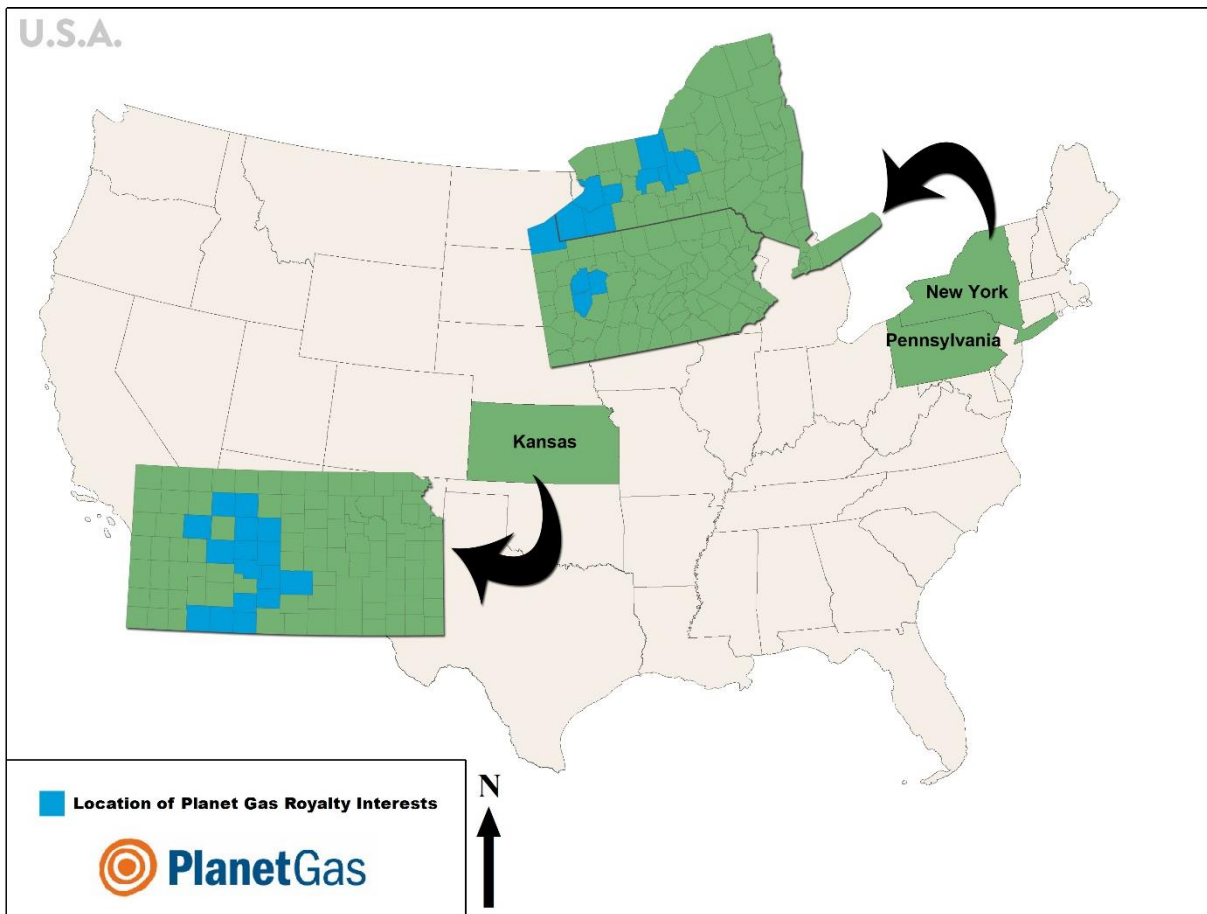 U.S.A.
New York
Pennsylvania
Kansas
Location of Planet Gas Royalty Interests
N
PlanetGas